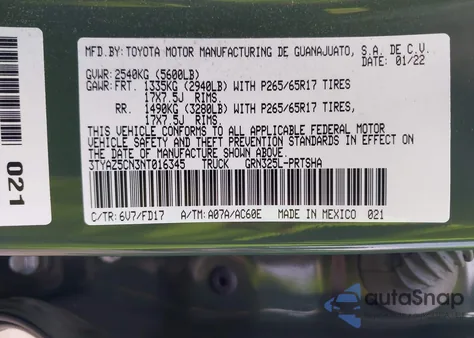 021
MFD. BY: TOYOTA MOTOR MANUFACTURING DE GUANAJUATO, S.A. DE C.V.
DATE: 01/22
GVWR: 2540KG (5600LB)
GAWR: FRT. 1335KG (2940LB) WITH P265/65R17 TIRES
17X7.5J RIMS,
RR. 1490KG (3280LB) WITH P265/65R17 TIRES,
17X7.5J RIMS.
THIS VEHICLE CONFORMS TO ALL APPLICABLE FEDERAL MOTOR
VEHICLE SAFETY AND THEFT PREVENTION STANDARDS IN EFFECT ON
THE DATE OF MANUFACTURE SHOWN ABOVE.
3TYAZ5CN3NT016345 TRUCK GRN325L-PRTSHA
C/TR: 6V7/FD17 A/TM: A07A/AC60E MADE IN MEXICO 021
autoSnap